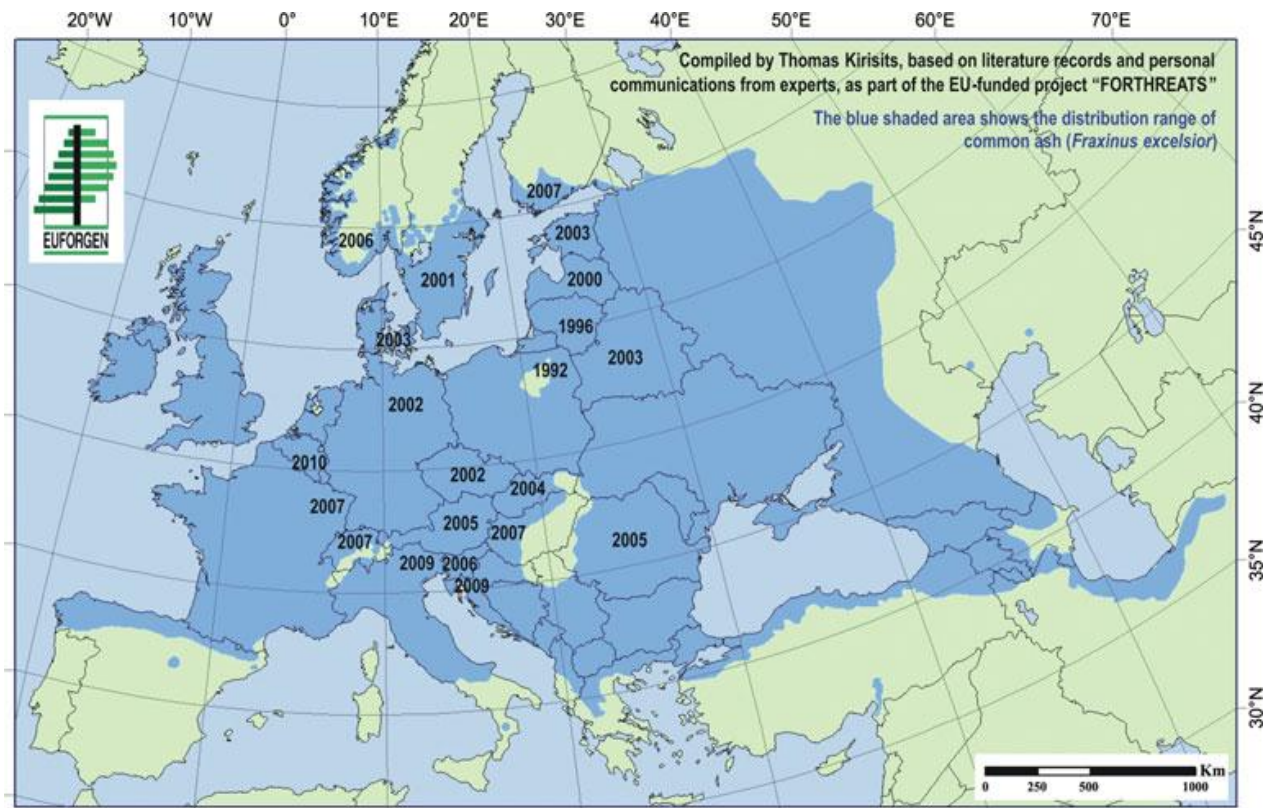 20°W 10°W 0° 10°E 20°E 30°E 40°E 50°E 60°E 70°E
Compiled by Thomas Kirisits, based on literature records and personal
communications from experts, as part of the EU-funded project “FORTHREATS”
The blue shaded area shows the distribution range of
common ash (Fraxinus excelsior)
EUFORGEN
2007
2006
2003
45°N
2001
2000
1996
2003
2003
1992
40°N
2002
2010
2002
2004
2007
2005
2007
2007
2005
35°N
2009
2006
2009
30°N
Km
0 250 500 1000